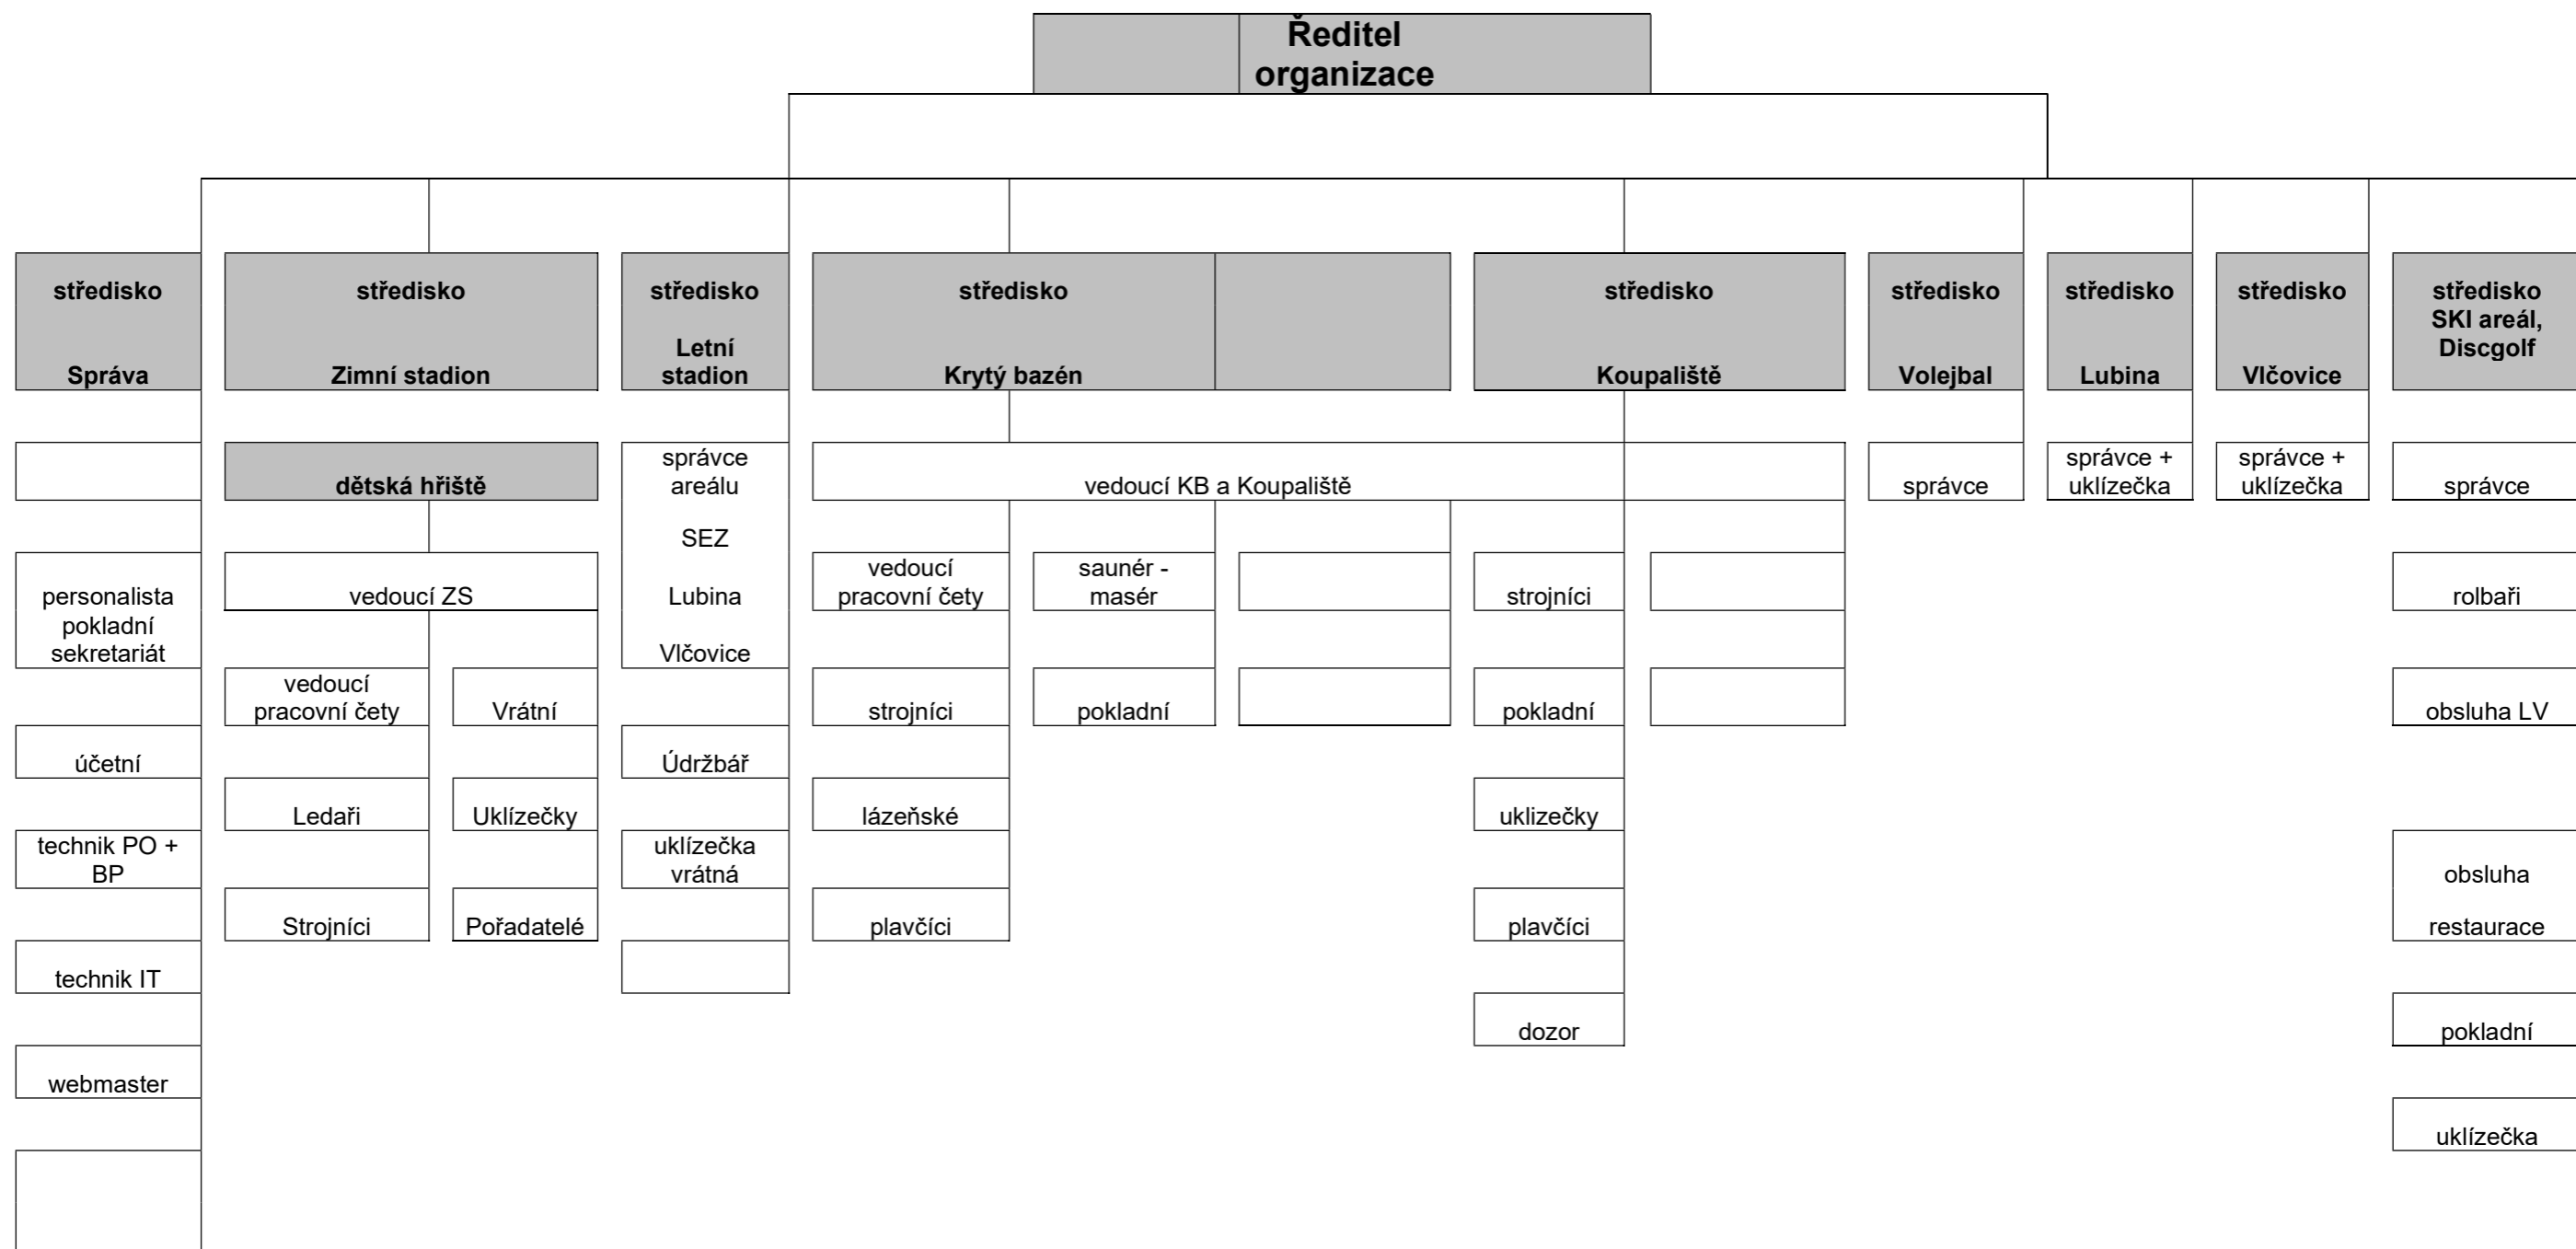 Ředitel
organizace
středisko
Správa
středisko
Zimní stadion
středisko
Letní
stadion
středisko
Krytý bazén
středisko
Koupaliště
středisko
Volejbal
středisko
Lubina
středisko
Vlčovice
středisko
SKI areál,
Discgolf
dětská hřiště
správce
areálu
SEZ
Lubina
Vlčovice
vedoucí KB a Koupaliště
správce
správce +
uklízečka
správce +
uklízečka
správce
personalista
pokladní
sekretariát
vedoucí ZS
vedoucí
pracovní čety
saunér -
masér
strojníci
rolbaři
vedoucí
pracovní čety
Vrátní
strojníci
pokladní
pokladní
obsluha LV
účetní
Údržbář
Ledaři
Uklízečky
lázeňské
uklizečky
technik PO +
BP
uklízečka
vrátná
obsluha
restaurace
Strojníci
Pořadatelé
plavčíci
plavčíci
technik IT
dozor
pokladní
webmaster
uklízečka